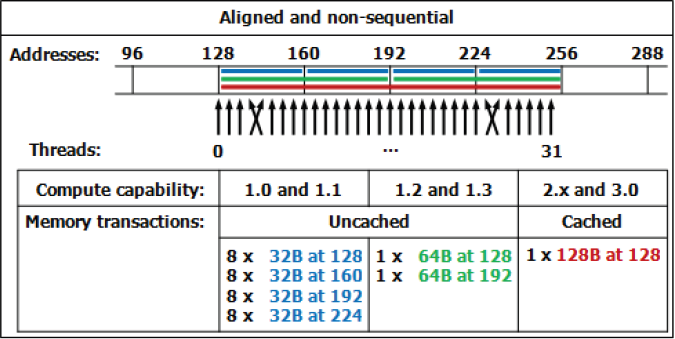 Aligned and non-sequential
Addresses: 96 128 160 192 224 256 288
Threads: 0 ... 31
Compute capability: 1.0 and 1.1 1.2 and 1.3 2.x and 3.0
Memory transactions: Uncached Cached
8 x 32B at 128 1 x 64B at 128 1 x 128B at 128
8 x 32B at 160 1 x 64B at 192
8 x 32B at 192
8 x 32B at 224